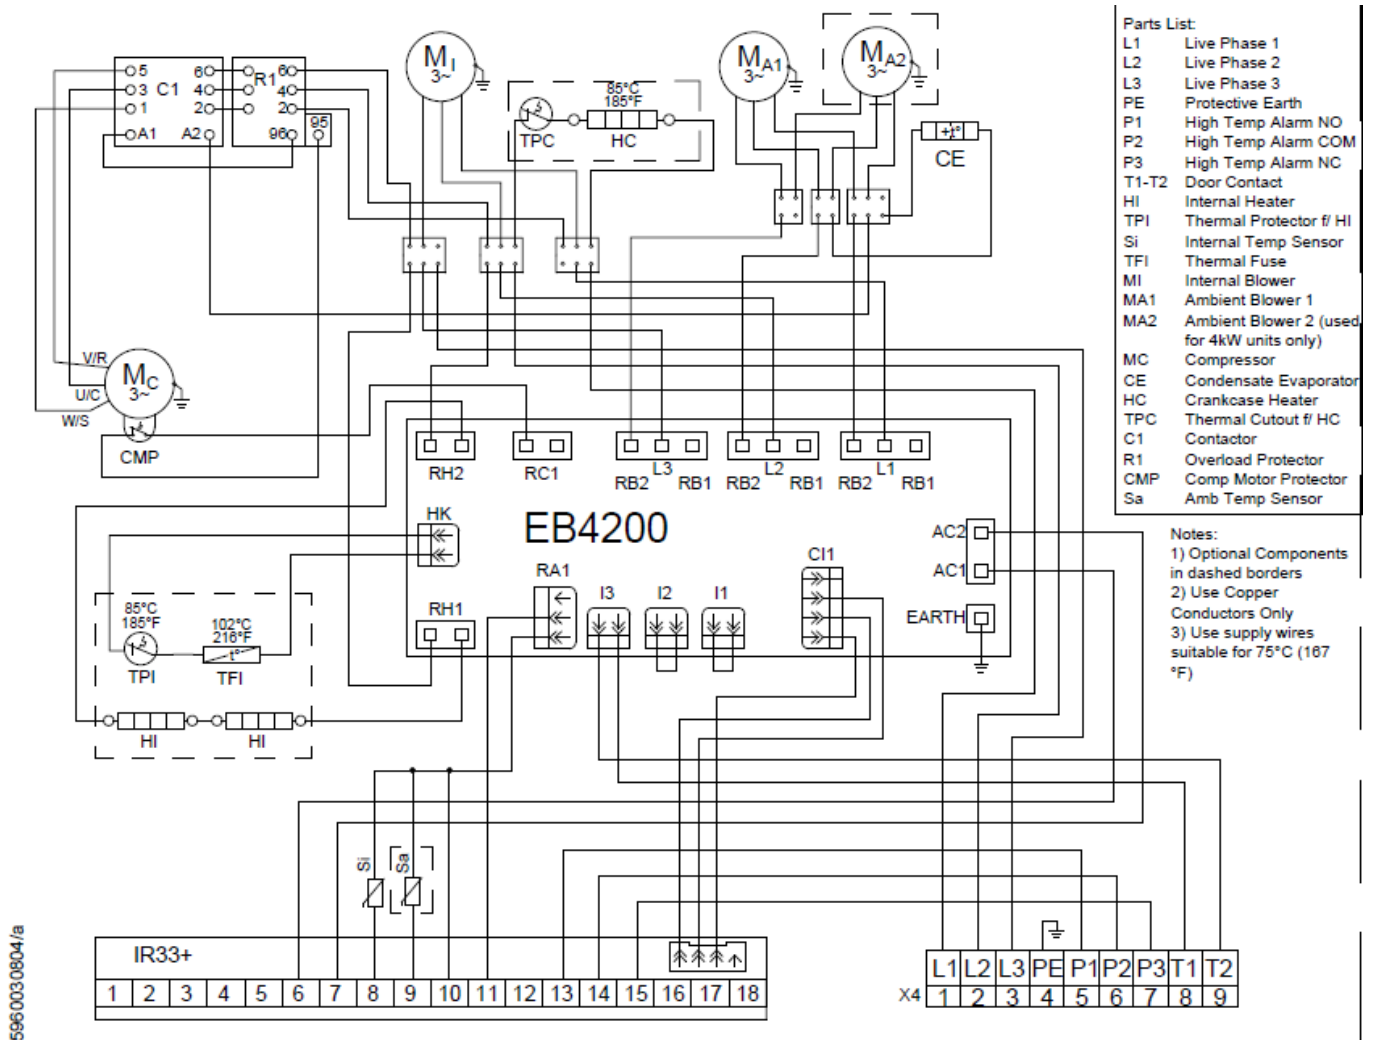 Parts List:
L1 Live Phase 1
L2 Live Phase 2
L3 Live Phase 3
PE Protective Earth
P1 High Temp Alarm NO
P2 High Temp Alarm COM
P3 High Temp Alarm NC
T1-T2 Door Contact
HI Internal Heater
TPI Thermal Protector f/ HI
Si Internal Temp Sensor
TFI Thermal Fuse
MI Internal Blower
MA1 Ambient Blower 1
MA2 Ambient Blower 2 (used
for 4kW units only)
MC Compressor
CE Condensate Evaporator
HC Crankcase Heater
TPC Thermal Cutout f/ HC
C1 Contactor
R1 Overload Protector
CMP Comp Motor Protector
Sa Amb Temp Sensor
Notes:
1) Optional Components
in dashed borders
2) Use Copper
Conductors Only
3) Use supply wires
suitable for 75°C (167
°F)
5 6
3 C1 4
1 2
A1 A2
R1 6
4
2
96 95
MI
3~
85°C
185°F
TPC HC
MA1
3~
MA2
3~
+t°
CE
V/R
U/C
W/S
MC
3~
CMP
RH2 RC1
RB2 L3 RB1
RB2 L2 RB1
RB2 L1 RB1
HK
EB4200
AC2
AC1
EARTH
CI1
RA1
I3 I2 I1
RH1
85°C
185°F
102°C
216°F
t°
TPI TFI
HI HI
Si Sa
IR33+
1 2 3 4 5 6 7 8 9 10 11 12 13 14 15 16 17 18
L1 L2 L3 PE P1 P2 P3 T1 T2
X4 1 2 3 4 5 6 7 8 9
5960030804/a